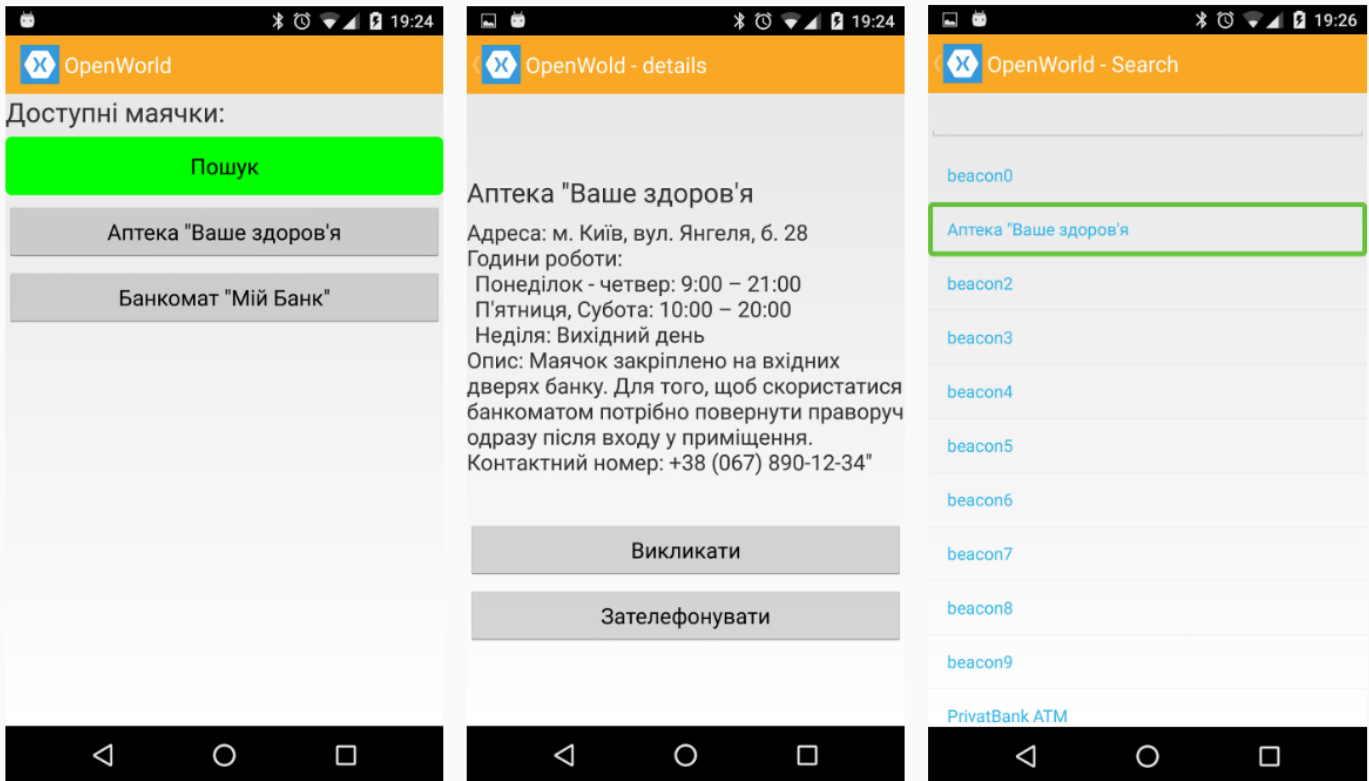 19:24
OpenWorld
Доступні маячки:
Пошук
Аптека "Ваше здоров'я
Банкомат "Мій Банк"
19:24
OpenWold - details
Аптека "Ваше здоров'я
Адреса: м. Київ, вул. Янгеля, б. 28
Години роботи:
Понеділок - четвер: 9:00 – 21:00
П'ятниця, Субота: 10:00 – 20:00
Неділя: Вихідний день
Опис: Маячок закріплено на вхідних
дверях банку. Для того, щоб скористатися
банкоматом потрібно повернути праворуч
одразу після входу у приміщення.
Контактний номер: +38 (067) 890-12-34"
Викликати
Зателефонувати
19:26
OpenWorld - Search
beacon0
Аптека "Ваше здоров'я
beacon2
beacon3
beacon4
beacon5
beacon6
beacon7
beacon8
beacon9
PrivatBank ATM